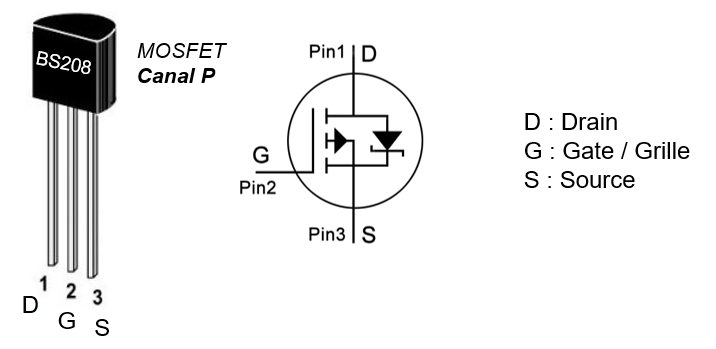 BS208
MOSFET
Canal P
1
2
3
D
G
S
Pin1 D
G
Pin2
Pin3 S
D : Drain
G : Gate / Grille
S : Source